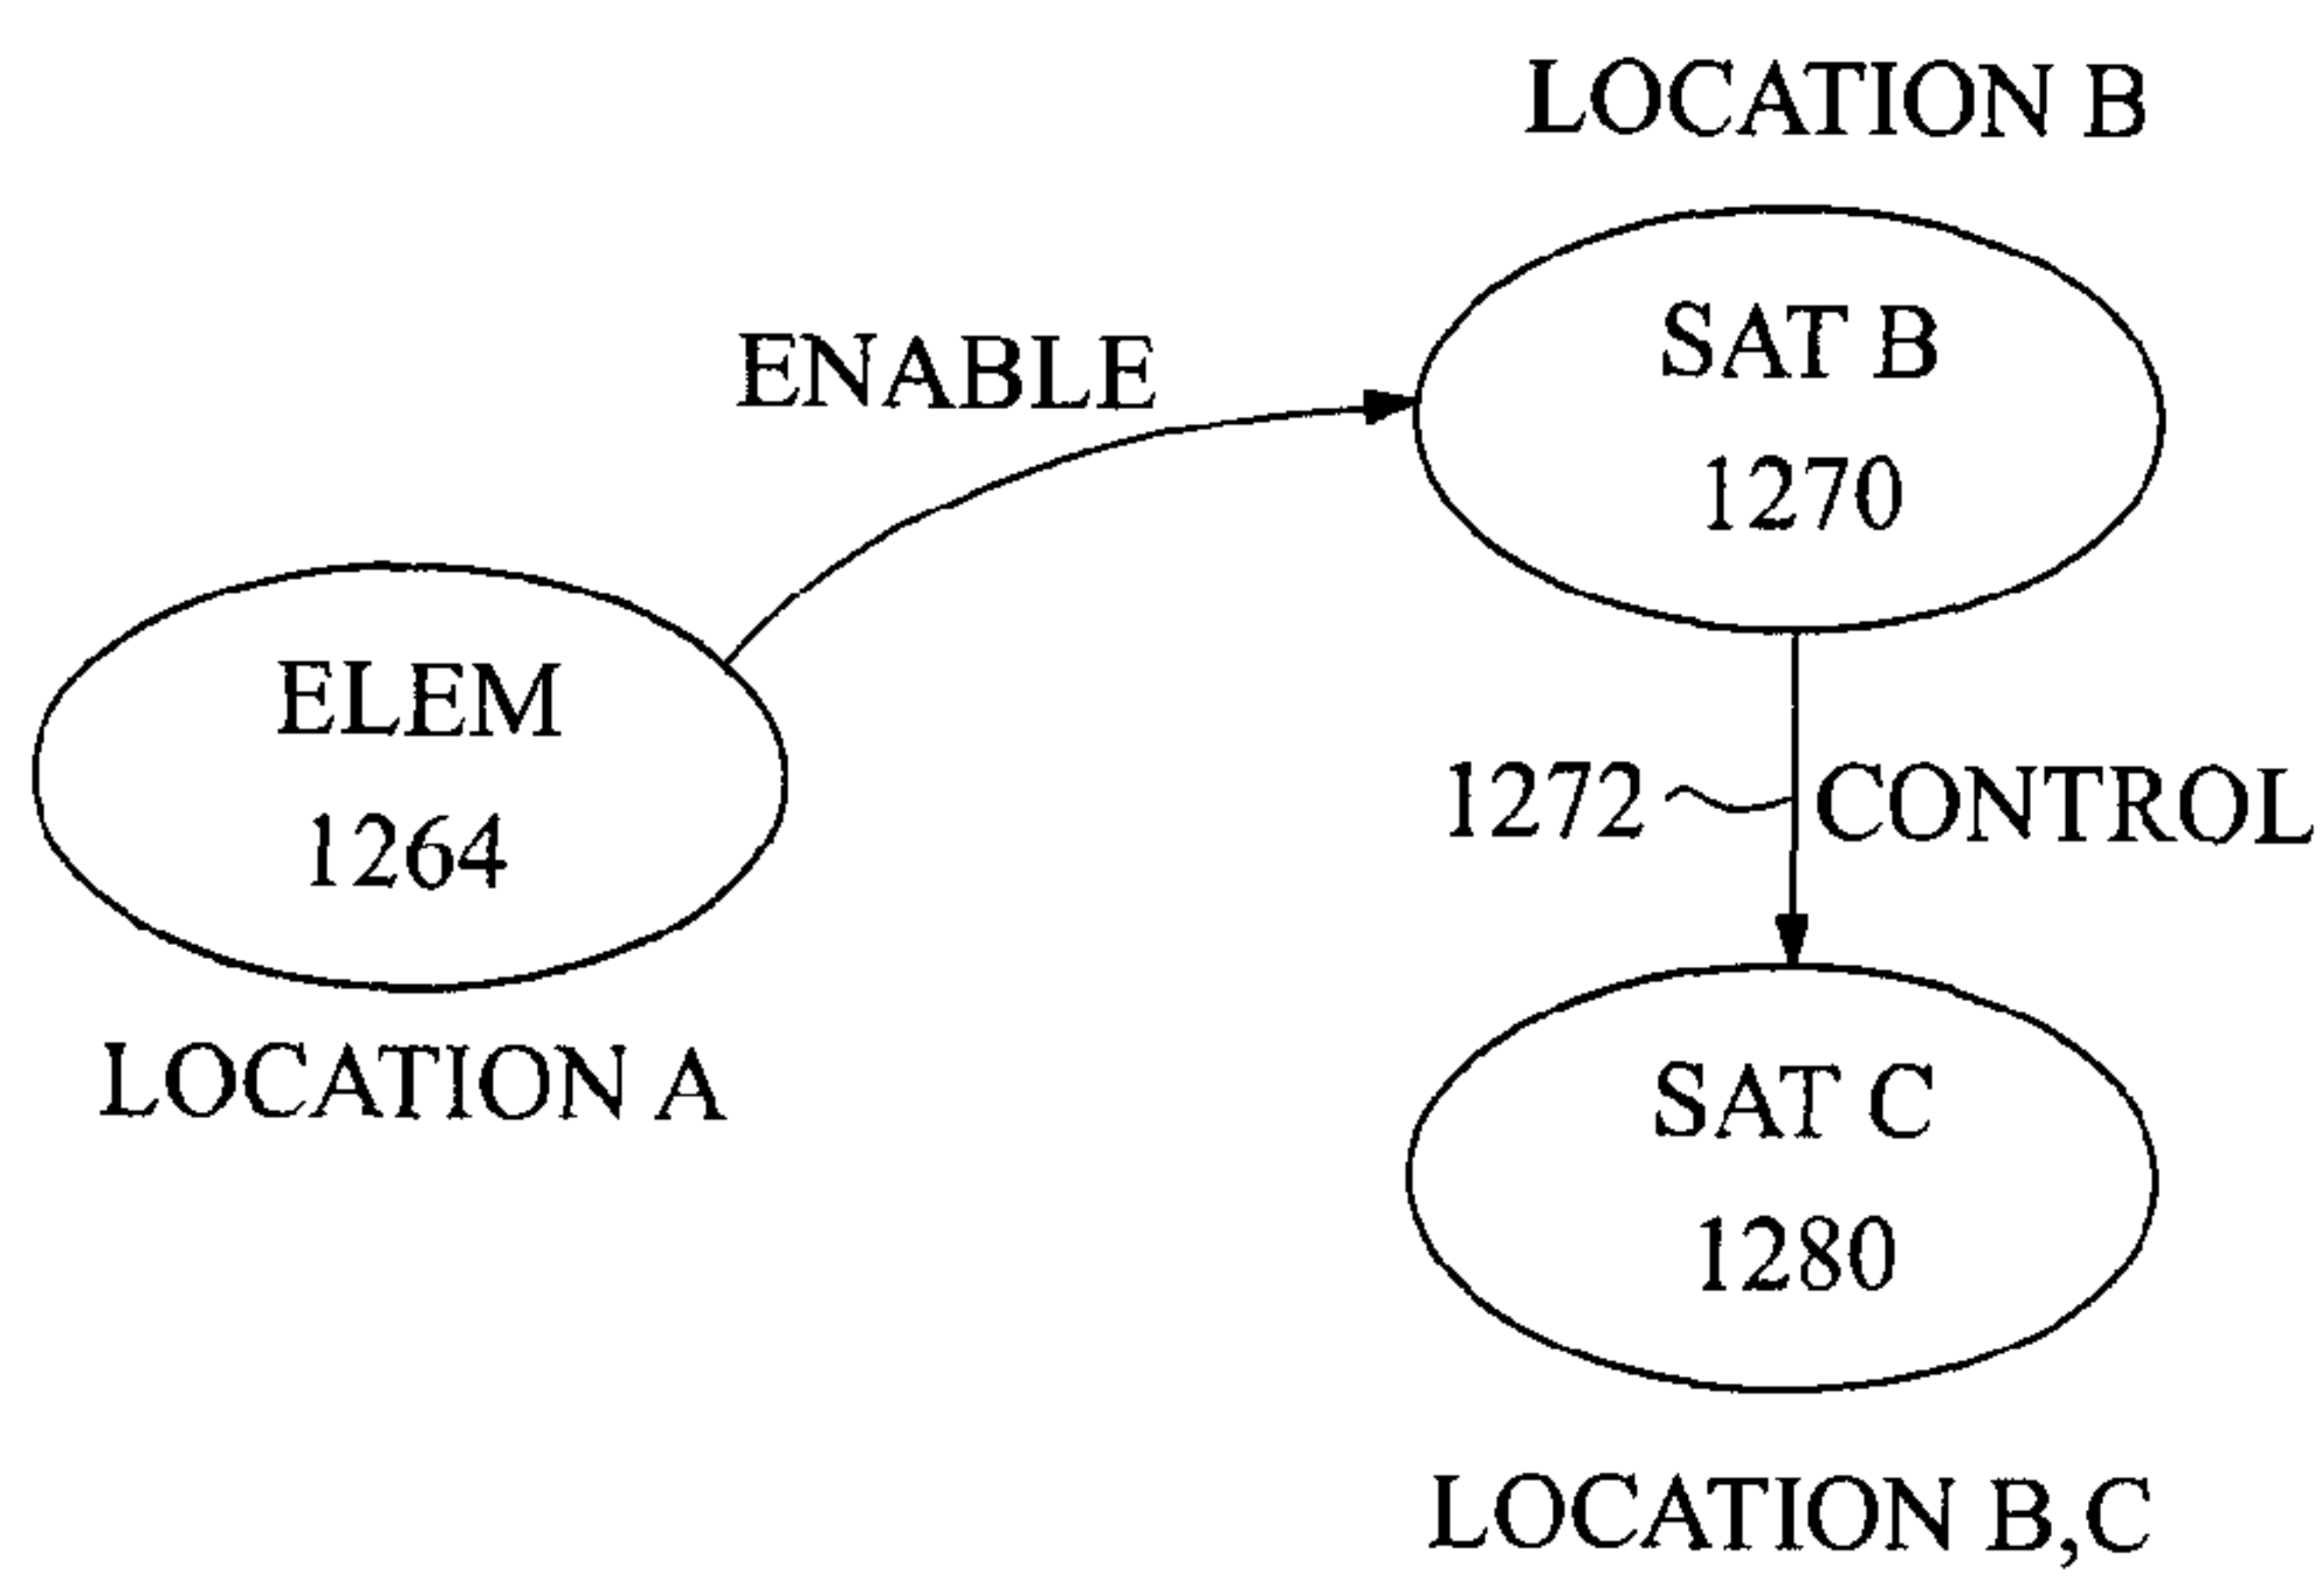 LOCATION B
SAT B
1270
ENABLE
ELEM
1264
LOCATION A
1272
CONTROL
SAT C
1280
LOCATION B,C